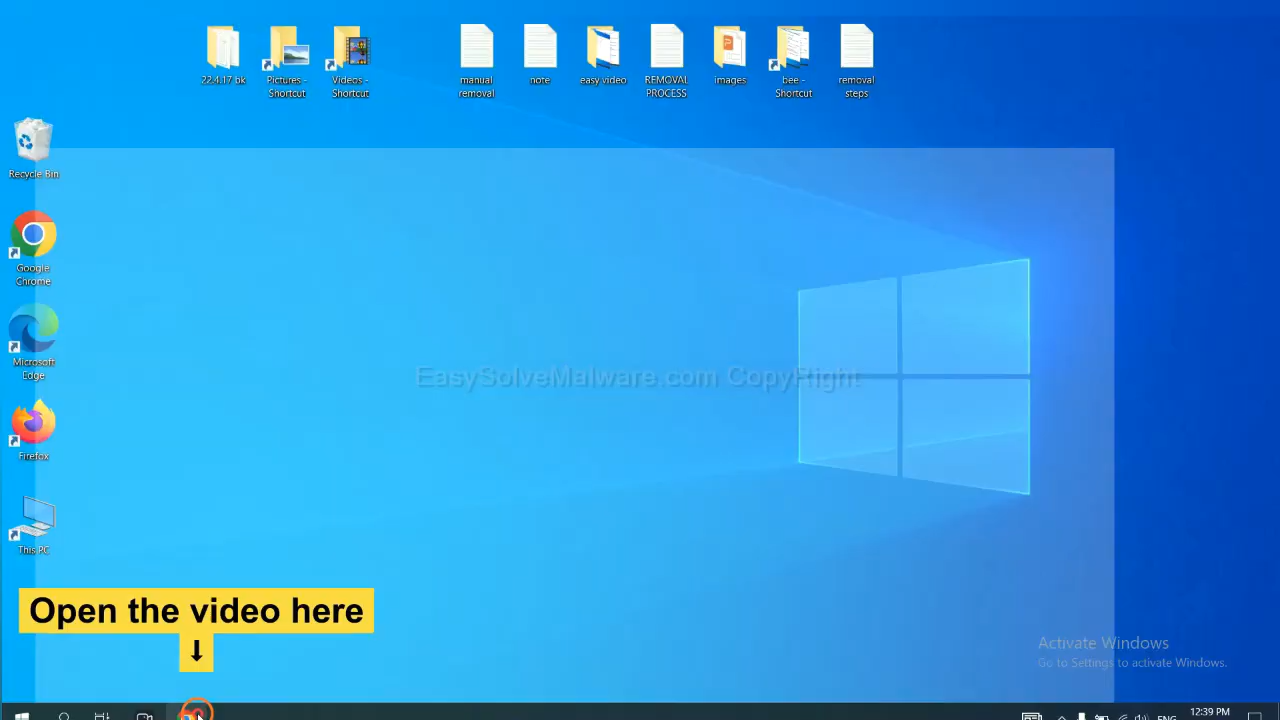 22.4.17 bk
Pictures -
Shortcut
Videos -
Shortcut
manual
removal
note
easy video
REMOVAL
PROCESS
images
bee -
Shortcut
removal
steps
Recycle Bin
Google
Chrome
Microsoft
Edge
Firefox
This PC
EasySolveMalware.com CopyRight
Open the video here
↓
Activate Windows
Go to Settings to activate Windows.
ENG
12:39 PM